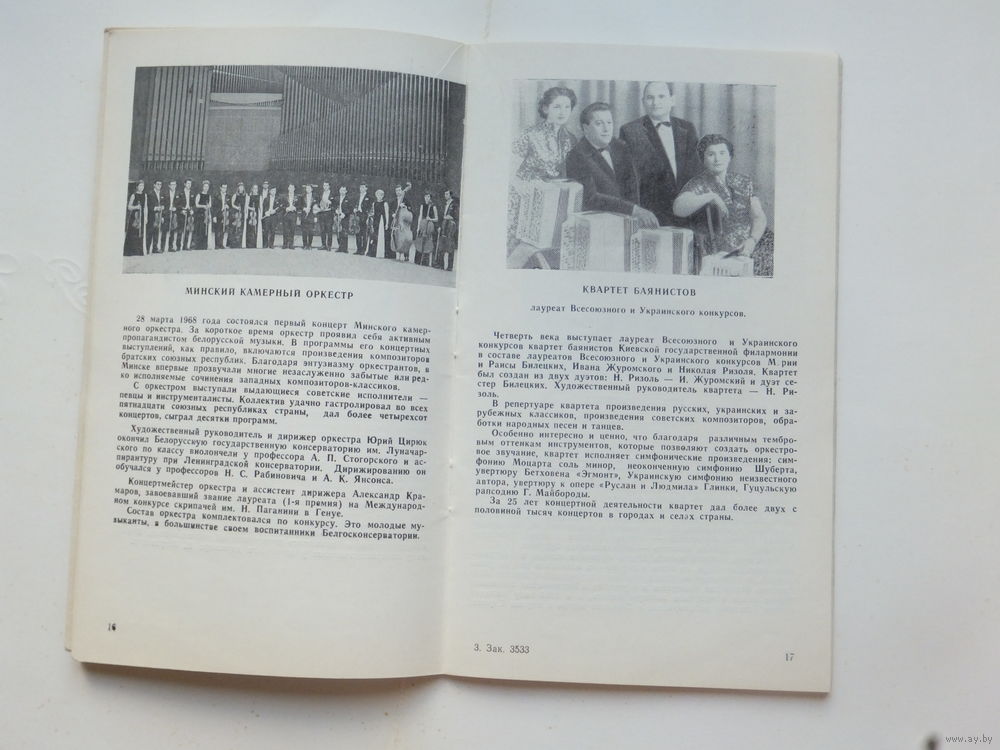 МИНСКИЙ КАМЕРНЫЙ ОРКЕСТР
28 марта 1968 года состоялся первый концерт Минского камер-
ного оркестра. За короткое время оркестр проявил себя активным
пропагандистом белорусской музыки. В программы его концертных
выступлений, как правило, включаются произведения композиторов
братских союзных республик. Благодаря энтузиазму оркестрантов, в
Минске впервые прозвучали многие незаслуженно забытые или ред-
ко исполняемые сочинения западных композиторов-классиков.
С оркестром выступали выдающиеся советские исполнители —
певцы и инструменталисты. Коллектив удачно гастролировал во всех
пятнадцати союзных республиках страны, дал более четырехсот
концертов, сыграл десятки программ.
Художественный руководитель и дирижер оркестра Юрий Цирюк
окончил Белорусскую государственную консерваторию им. Луначар-
ского по классу виолончели у профессора А. П. Стогорского и ас-
пирантуру при Ленинградской консерватории. Дирижированию он
обучался у профессоров Н. С. Рабиновича и А. К. Янсонса.
Концертмейстер оркестра и ассистент дирижера Александр Кра-
маров, завоевавший звание лауреата (1-я премия) на Международ-
ном конкурсе скрипачей им. Н. Паганини в Генуе.
Состав оркестра комплектовался по конкурсу. Это молодые му-
зыканты, в большинстве своем воспитанники Белгосконсерватории.
16
КВАРТЕТ БАЯНИСТОВ
лауреат Всесоюзного и Украинского конкурсов.
Четверть века выступает лауреат Всесоюзного и Украинского
конкурсов квартет баянистов Киевской государственной филармонии
в составе лауреатов Всесоюзного и Украинского конкурсов М рии
и Раисы Белецких, Ивана Журомского и Николая Ризоля. Квартет
был создан из двух дуэтов: Н. Ризоль — И. Журомский и дуэт се-
стер Билецких. Художественный руководитель квартета — Н. Ри-
золь.
В репертуаре квартета произведения русских, украинских и за-
рубежных классиков, произведения советских композиторов, обра-
ботки народных песен и танцев.
Особенно интересно и ценно, что благодаря различным тембро-
вым оттенкам инструментов, которые позволяют создать оркестро-
вое звучание, квартет исполняет симфонические произведения: сим-
фонию Моцарта соль минор, неоконченную симфонию Шуберта,
увертюру Бетховена «Эгмонт», Украинскую симфонию неизвестного
автора, увертюру к опере «Руслан и Людмила» Глинки, Гуцульскую
рапсодию Г. Майбороды.
За 25 лет концертной деятельности квартет дал более двух с
половиной тысяч концертов в городах и селах страны.
3. Зак. 3533
17
www.ay.by